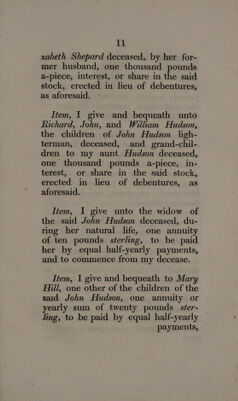 11
zabeth Shepard deceased, by her for-
mer husband, one thousand pounds
a-piece, interest, or share in the said
stock, erected in lieu of debentures,
as aforesaid.
Item, I give and bequeath unto
Richard, John, and William Hudson,
the children of John Hudson ligh-
terman, deceased, and grand-chil-
dren to my aunt Hudson deceased,
one thousand pounds a-piece, in-
terest, or share in the said stock,
erected in lieu of debentures, as
aforesaid.
Item, I give unto the widow of
the said John Hudson deceased, du-
ring her natural life, one annuity
of ten pounds sterling, to be paid
her by equal half-yearly payments,
and to commence from my decease.
Item, I give and bequeath to Mary
Hill, one other of the children of the
said John Hudson, one annuity or
yearly sum of twenty pounds ster-
ling, to be paid by equal half-yearly
payments,